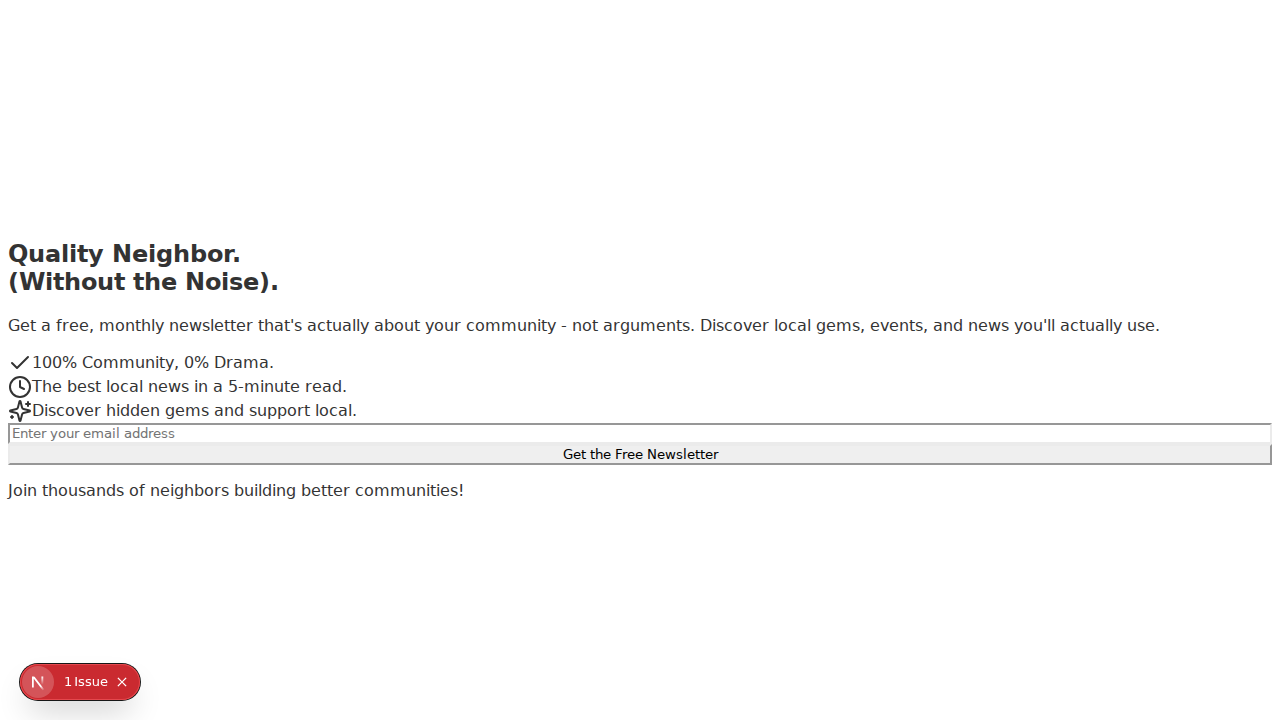 Quality Neighbor.
(Without the Noise).
Get a free, monthly newsletter that's actually about your community - not arguments. Discover local gems, events, and news you'll actually use.
100% Community, 0% Drama.
The best local news in a 5-minute read.
Discover hidden gems and support local.
Enter your email address
Get the Free Newsletter
Join thousands of neighbors building better communities!
N 1 Issue